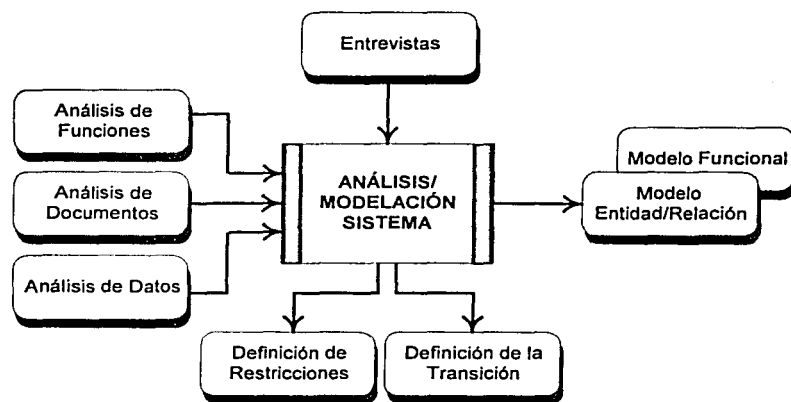 Entrevistas
Análisis de
Funciones
Análisis de
Documentos
Análisis de Datos
ANÁLISIS/
MODELACIÓN
SISTEMA
Modelo Funcional
Modelo
Entidad/Relación
Definición de
Restricciones
Definición de la
Transición